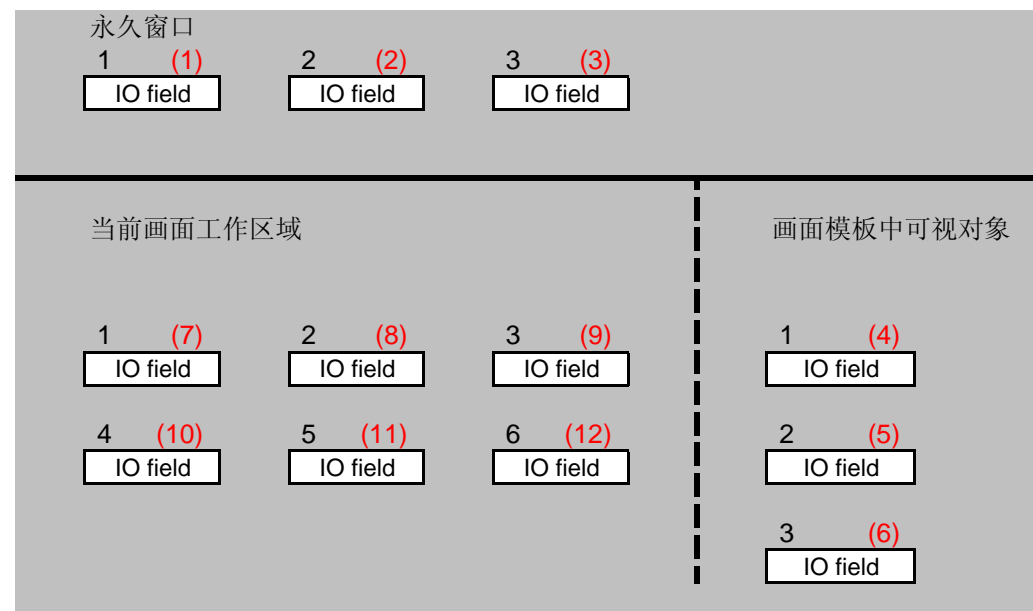 永久窗口
1 (1) 2 (2) 3 (3)
IO field IO field IO field
当前画面工作区域
画面模板中可视对象
1 (7) 2 (8) 3 (9) 1 (4)
IO field IO field IO field IO field
4 (10) 5 (11) 6 (12) 2 (5)
IO field IO field IO field IO field
3 (6)
IO field